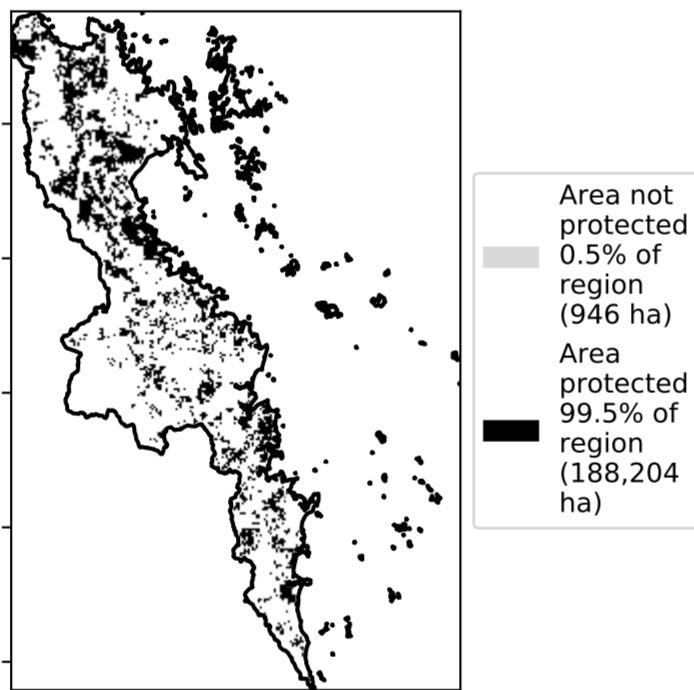 Area not
protected
0.5% of
region
(946 ha)
Area
protected
99.5% of
region
(188,204
ha)